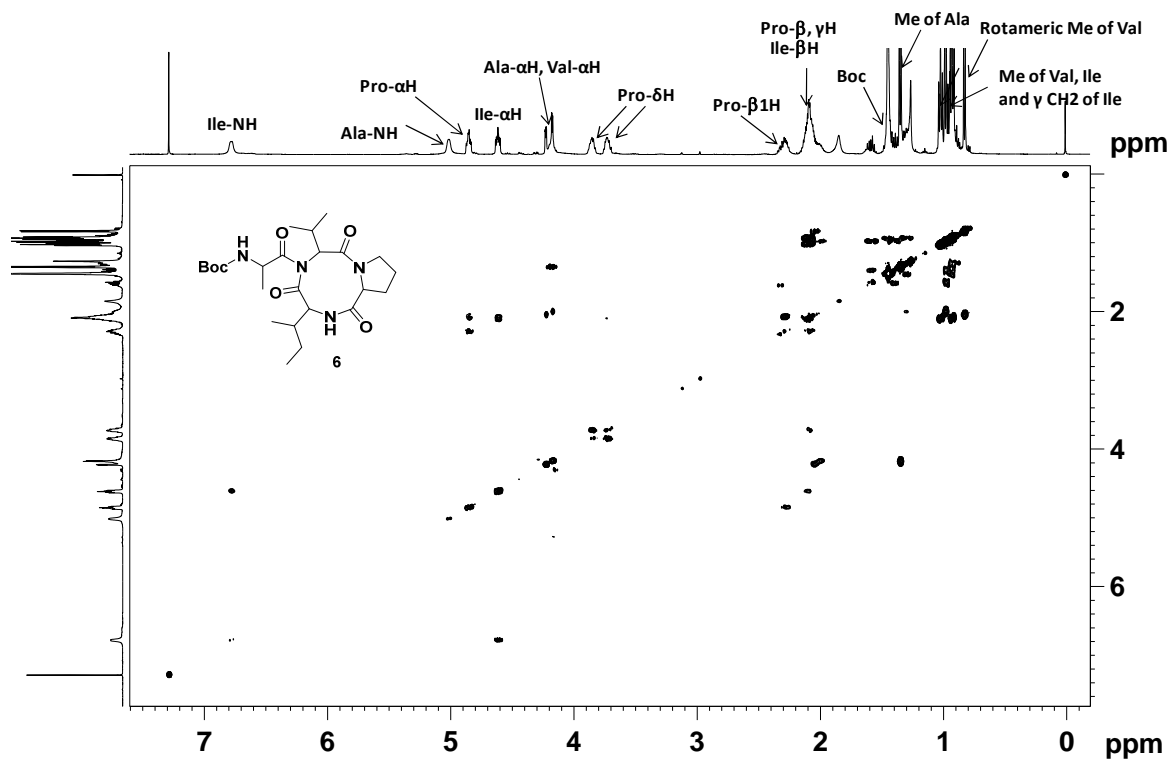 Me of Ala
Pro-β, γH
Ile-βH
Rotameric Me of Val
Ala-αH, Val-αH
Boc
Me of Val, Ile
and γ CH2 of Ile
Pro-αH
Pro-δH
Pro-β1H
Ile-αH
Ile-NH
Ala-NH
ppm
H
N
Boc
O
O
N
N
O
N
H
O
6
2
4
6
7 6 5 4 3 2 1 0 ppm